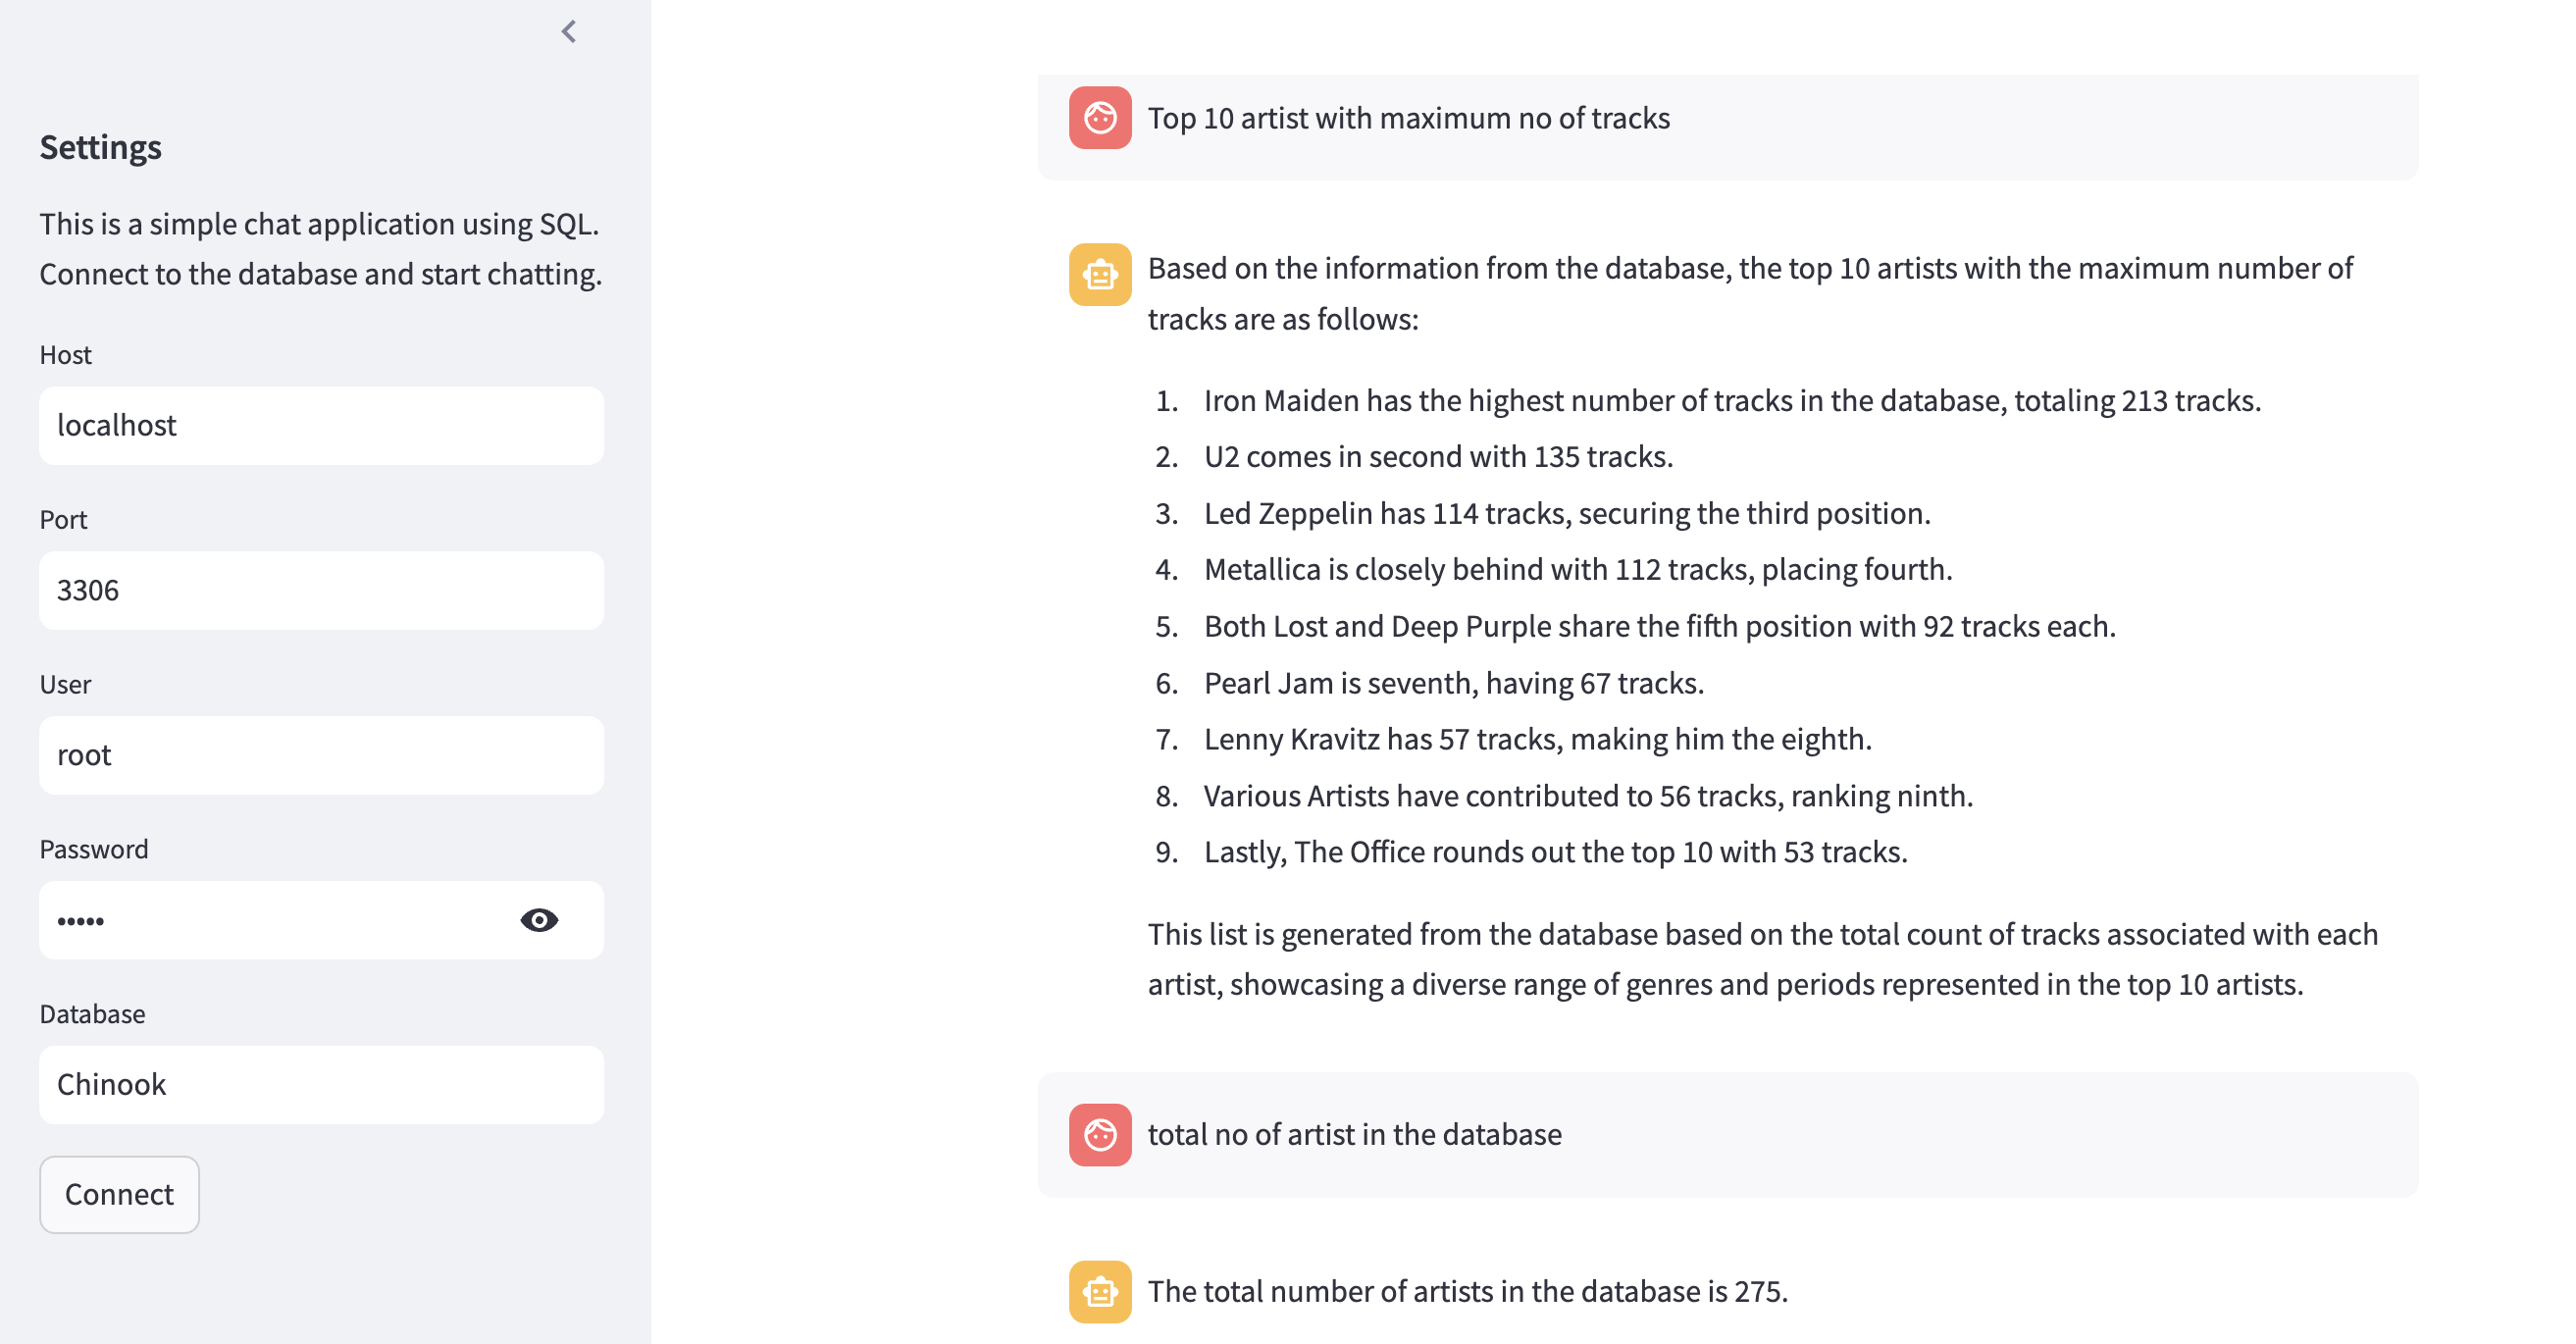 Settings
This is a simple chat application using SQL.
Connect to the database and start chatting.
Host
localhost
Port
3306
User
root
Password
•••••
Database
Chinook
Connect
Top 10 artist with maximum no of tracks
Based on the information from the database, the top 10 artists with the maximum number of
tracks are as follows:
1. Iron Maiden has the highest number of tracks in the database, totaling 213 tracks.
2. U2 comes in second with 135 tracks.
3. Led Zeppelin has 114 tracks, securing the third position.
4. Metallica is closely behind with 112 tracks, placing fourth.
5. Both Lost and Deep Purple share the fifth position with 92 tracks each.
6. Pearl Jam is seventh, having 67 tracks.
7. Lenny Kravitz has 57 tracks, making him the eighth.
8. Various Artists have contributed to 56 tracks, ranking ninth.
9. Lastly, The Office rounds out the top 10 with 53 tracks.
This list is generated from the database based on the total count of tracks associated with each
artist, showcasing a diverse range of genres and periods represented in the top 10 artists.
total no of artist in the database
The total number of artists in the database is 275.